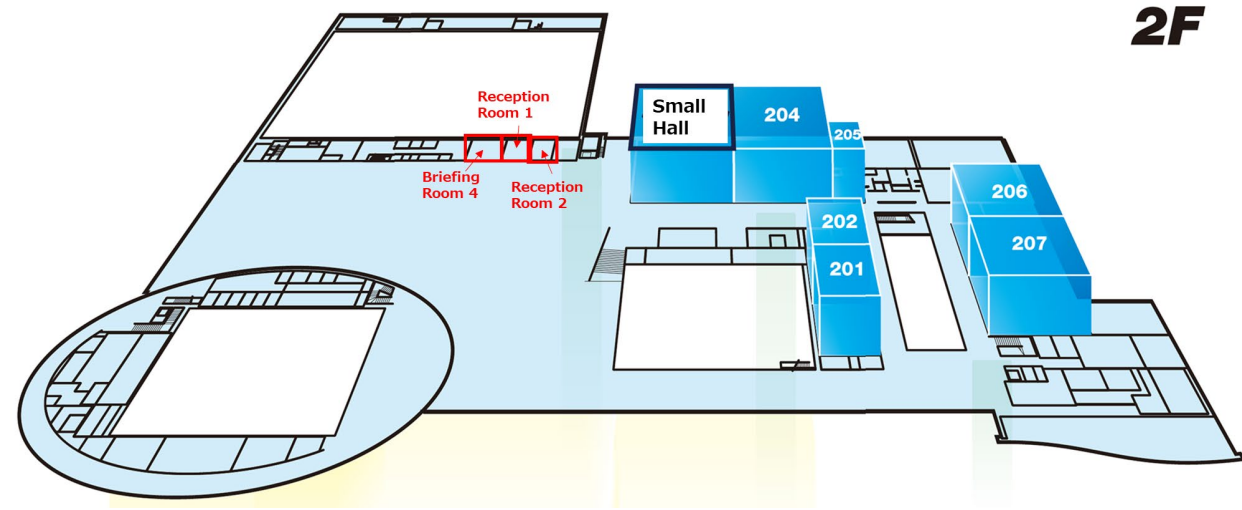 2F
Reception
Room 1
Briefing
Room 4
Reception
Room 2
Small
Hall
204
205
202
201
206
207